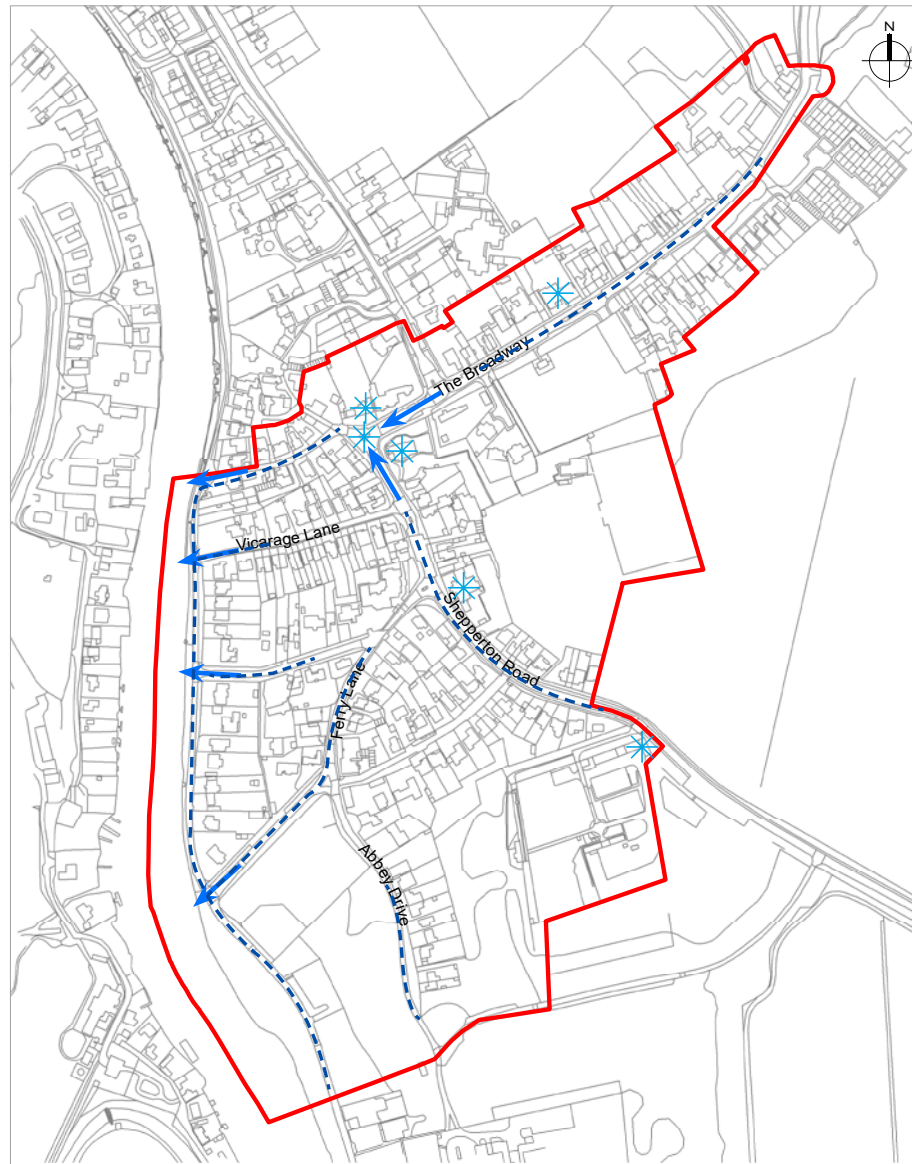 N
The Broadway
Vicarage Lane
Shepperton Road
Ferry Lane
Abbey Drive